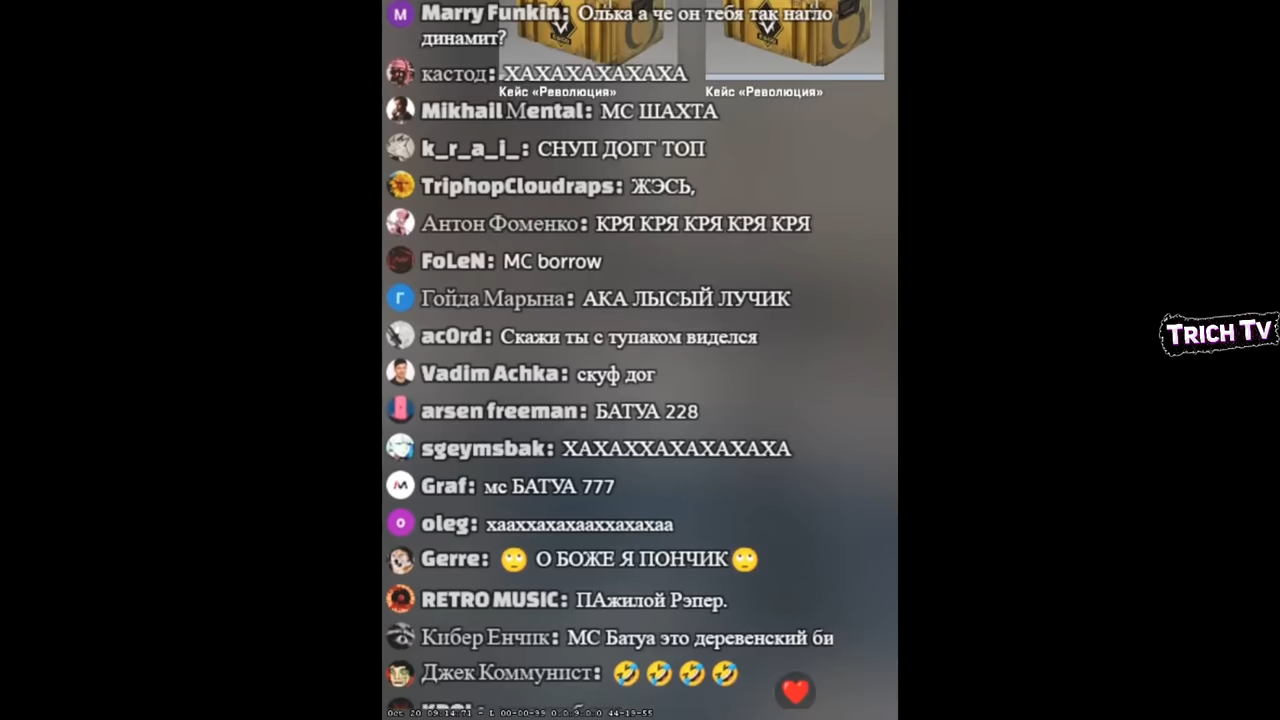 M Marry Funkin: Олька а че он тебя так нагло
динамит?
кастод: ХАХАХАХАХАХА
Кейс «Революция» Кейс «Революция»
Mikhail Mental: МС ШАХТА
k_r_a_i_: СНУП ДОГГ ТОП
TriphopCloudraps: ЖЭСЬ,
Антон Фоменко: КРЯ КРЯ КРЯ КРЯ КРЯ
FoLeN: MC borrow
Г Гойда Марына: АКА ЛЫСЫЙ ЛУЧИК
ac0rd: Скажи ты с тупаком виделся
TRICH TV
Vadim Achka: скуф дог
arsen freeman: БАТУА 228
sgeymsbak: ХАХАХХАХАХАХАХА
Graf: мс БАТУА 777
o oleg: хааххахахааххахахаа
Gerre: 🙄 О БОЖЕ Я ПОНЧИК 🙄
RETRO MUSIC: ПАжилой Рэпер.
Кибер Енчик: МС Батуа это деревенский би
Джек Коммунист: 🤣 🤣 🤣 🤣